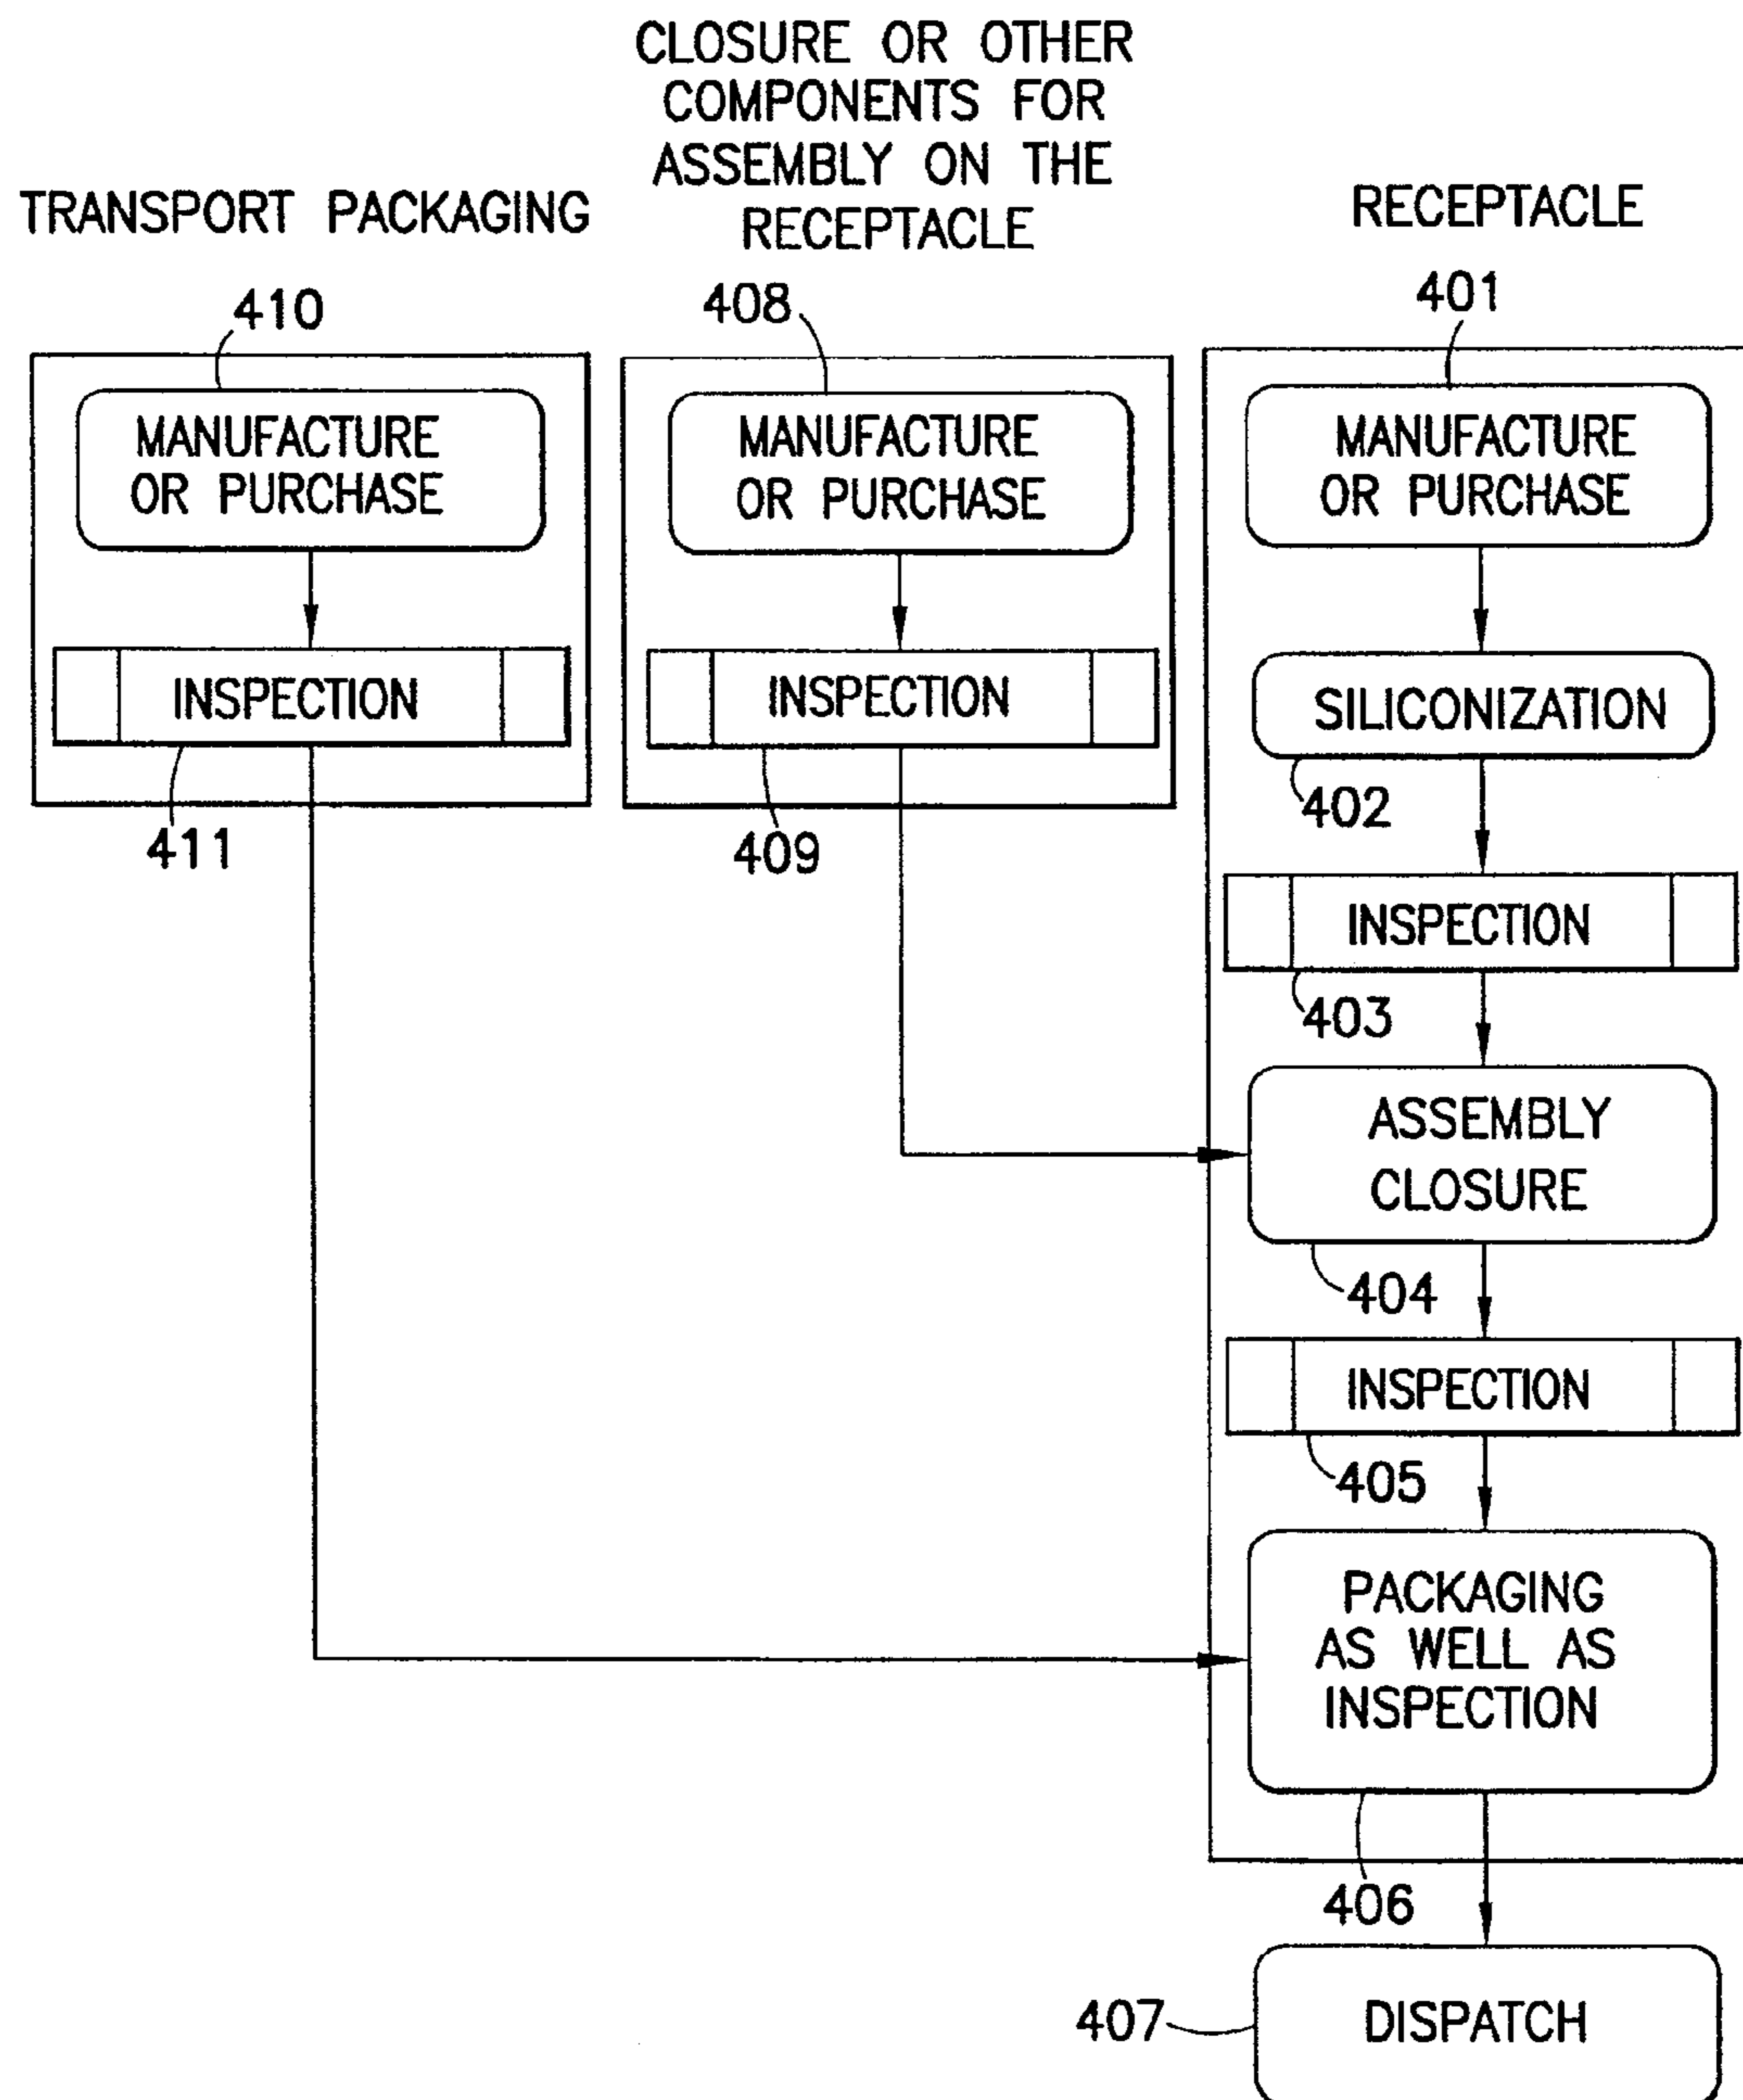 CLOSURE OR OTHER
COMPONENTS FOR
ASSEMBLY ON THE
RECEPTACLE
TRANSPORT PACKAGING
RECEPTACLE
410
408
401
MANUFACTURE
OR PURCHASE
MANUFACTURE
OR PURCHASE
MANUFACTURE
OR PURCHASE
INSPECTION
INSPECTION
SILICONIZATION
411
409
402
INSPECTION
403
ASSEMBLY
CLOSURE
404
INSPECTION
405
PACKAGING
AS WELL AS
INSPECTION
406
407
DISPATCH